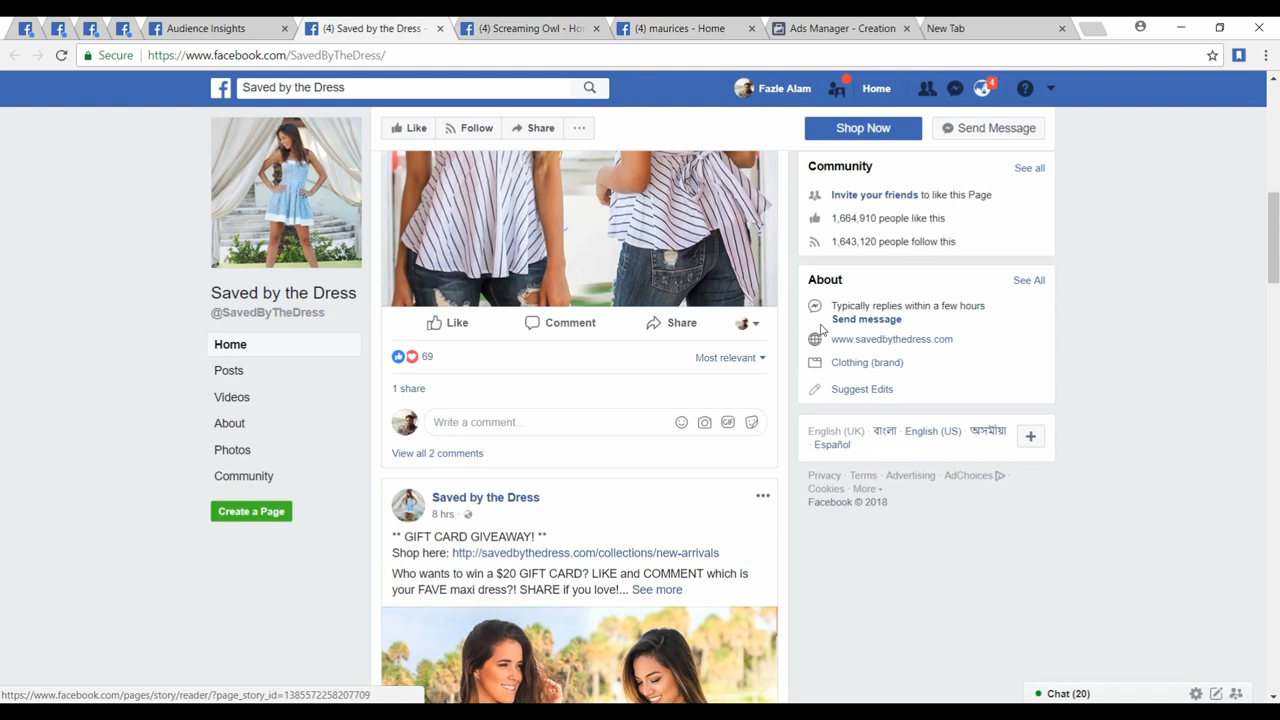 Audience Insights
(4) Saved by the Dress -
(4) Screaming Owl - Ho
(4) maurices - Home
Ads Manager - Creation
New Tab
Secure
https://www.facebook.com/SavedByTheDress/
Saved by the Dress
Fazle Alam
Home
4
Like
Follow
Share
Shop Now
Send Message
Saved by the Dress
@SavedByTheDress
Home
Posts
Videos
About
Photos
Community
Create a Page
Like
Comment
Share
69
Most relevant
1 share
Write a comment...
GIF
View all 2 comments
Saved by the Dress
8 hrs ·
** GIFT CARD GIVEAWAY! **
Shop here: http://savedbythedress.com/collections/new-arrivals
Who wants to win a $20 GIFT CARD? LIKE and COMMENT which is
your FAVE maxi dress?! SHARE if you love!... See more
Community
See all
Invite your friends to like this Page
1,664,910 people like this
1,643,120 people follow this
About
See All
Typically replies within a few hours
Send message
www.savedbythedress.com
Clothing (brand)
Suggest Edits
English (UK) · বাংলা · English (US) · অসমীয়া
· Español
Privacy · Terms · Advertising · AdChoices ·
Cookies · More
Facebook © 2018
https://www.facebook.com/pages/story/reader/?page_story_id=1385572258207709
Chat (20)